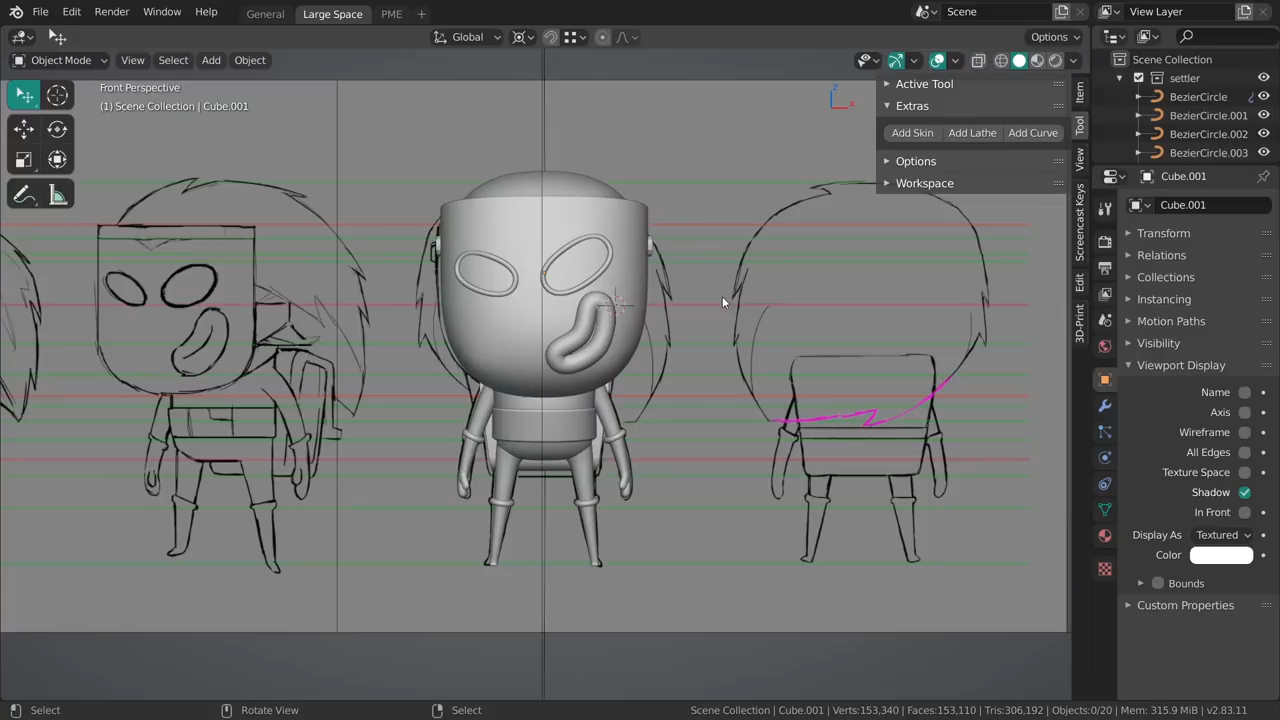 File Edit Render Window Help General Large Space PME + Scene View Layer
Global Options
Object Mode View Select Add Object
Front Perspective
(1) Scene Collection | Cube.001
Z
X
Active Tool
Extras
Add Skin Add Lathe Add Curve
Options
Workspace
Item
Tool
View
Screencast Keys
Edit
3D-Print
Scene Collection
settler
BezierCircle
BezierCircle.001
BezierCircle.002
BezierCircle.003
Cube.001
Cube.001
Transform
Relations
Collections
Instancing
Motion Paths
Visibility
Viewport Display
Name
Axis
Wireframe
All Edges
Texture Space
Shadow
In Front
Display As Textured
Color
Bounds
Custom Properties
Select Rotate View Select Scene Collection | Cube.001 | Verts:153,340 | Faces:153,110 | Tris:306,192 | Objects:0/20 | Mem: 315.9 MiB | v2.83.11